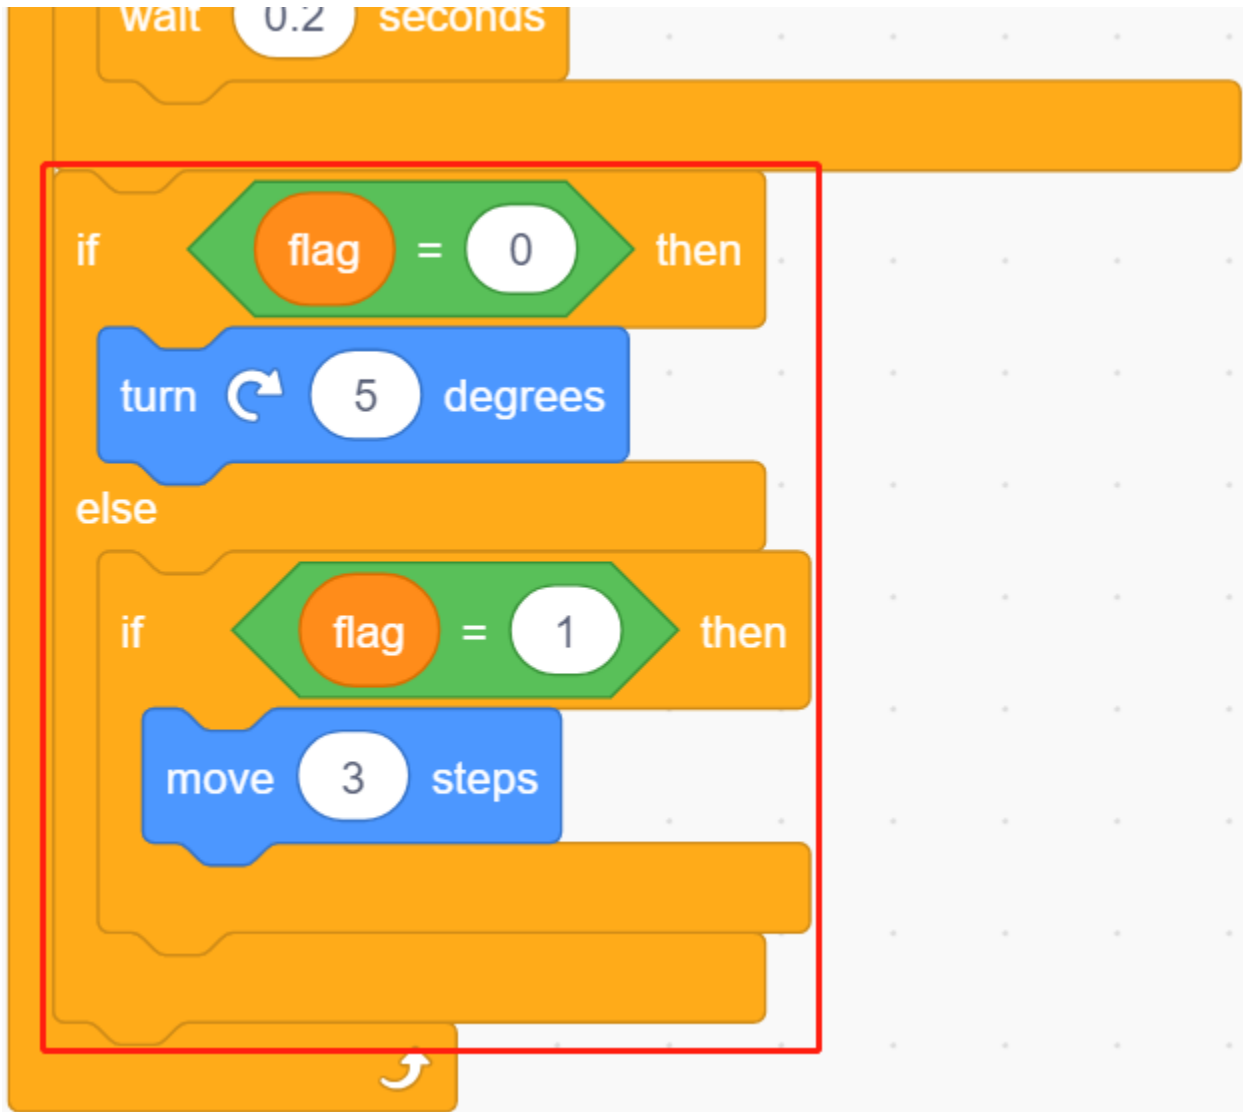 wait 0.2 seconds
if flag = 0 then
turn 5 degrees
else
if flag = 1 then
move 3 steps